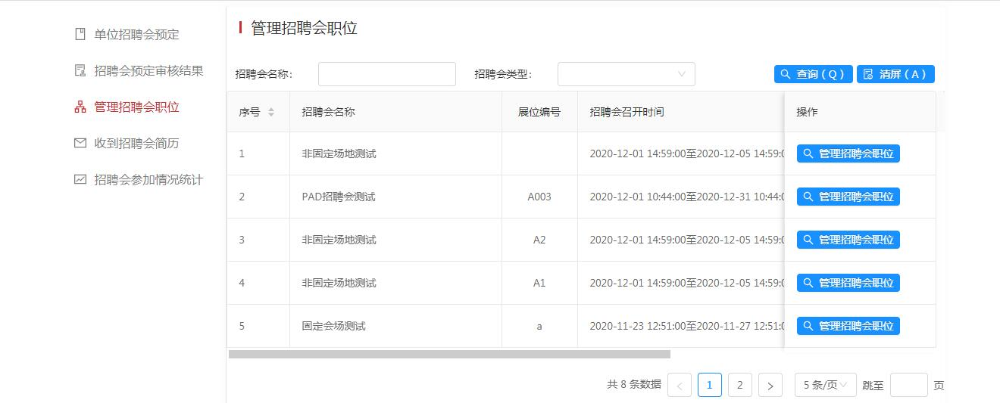 单位招聘会预定
招聘会预定审核结果
管理招聘会职位
收到招聘会简历
招聘会参加情况统计
管理招聘会职位
招聘会名称: 招聘会类型: 查询(Q) 清屏(A)
序号 招聘会名称 展位编号 招聘会召开时间 操作
1 非固定场地测试 2020-12-01 14:59:00至2020-12-05 14:59:0 管理招聘会职位
2 PAD招聘会测试 A003 2020-12-01 10:44:00至2020-12-31 10:44:0 管理招聘会职位
3 非固定场地测试 A2 2020-12-01 14:59:00至2020-12-05 14:59:0 管理招聘会职位
4 非固定场地测试 A1 2020-12-01 14:59:00至2020-12-05 14:59:0 管理招聘会职位
5 固定会场测试 a 2020-11-23 12:51:00至2020-11-27 12:51:0 管理招聘会职位
共 8 条数据 < 1 2 > 5 条/页 跳至 页